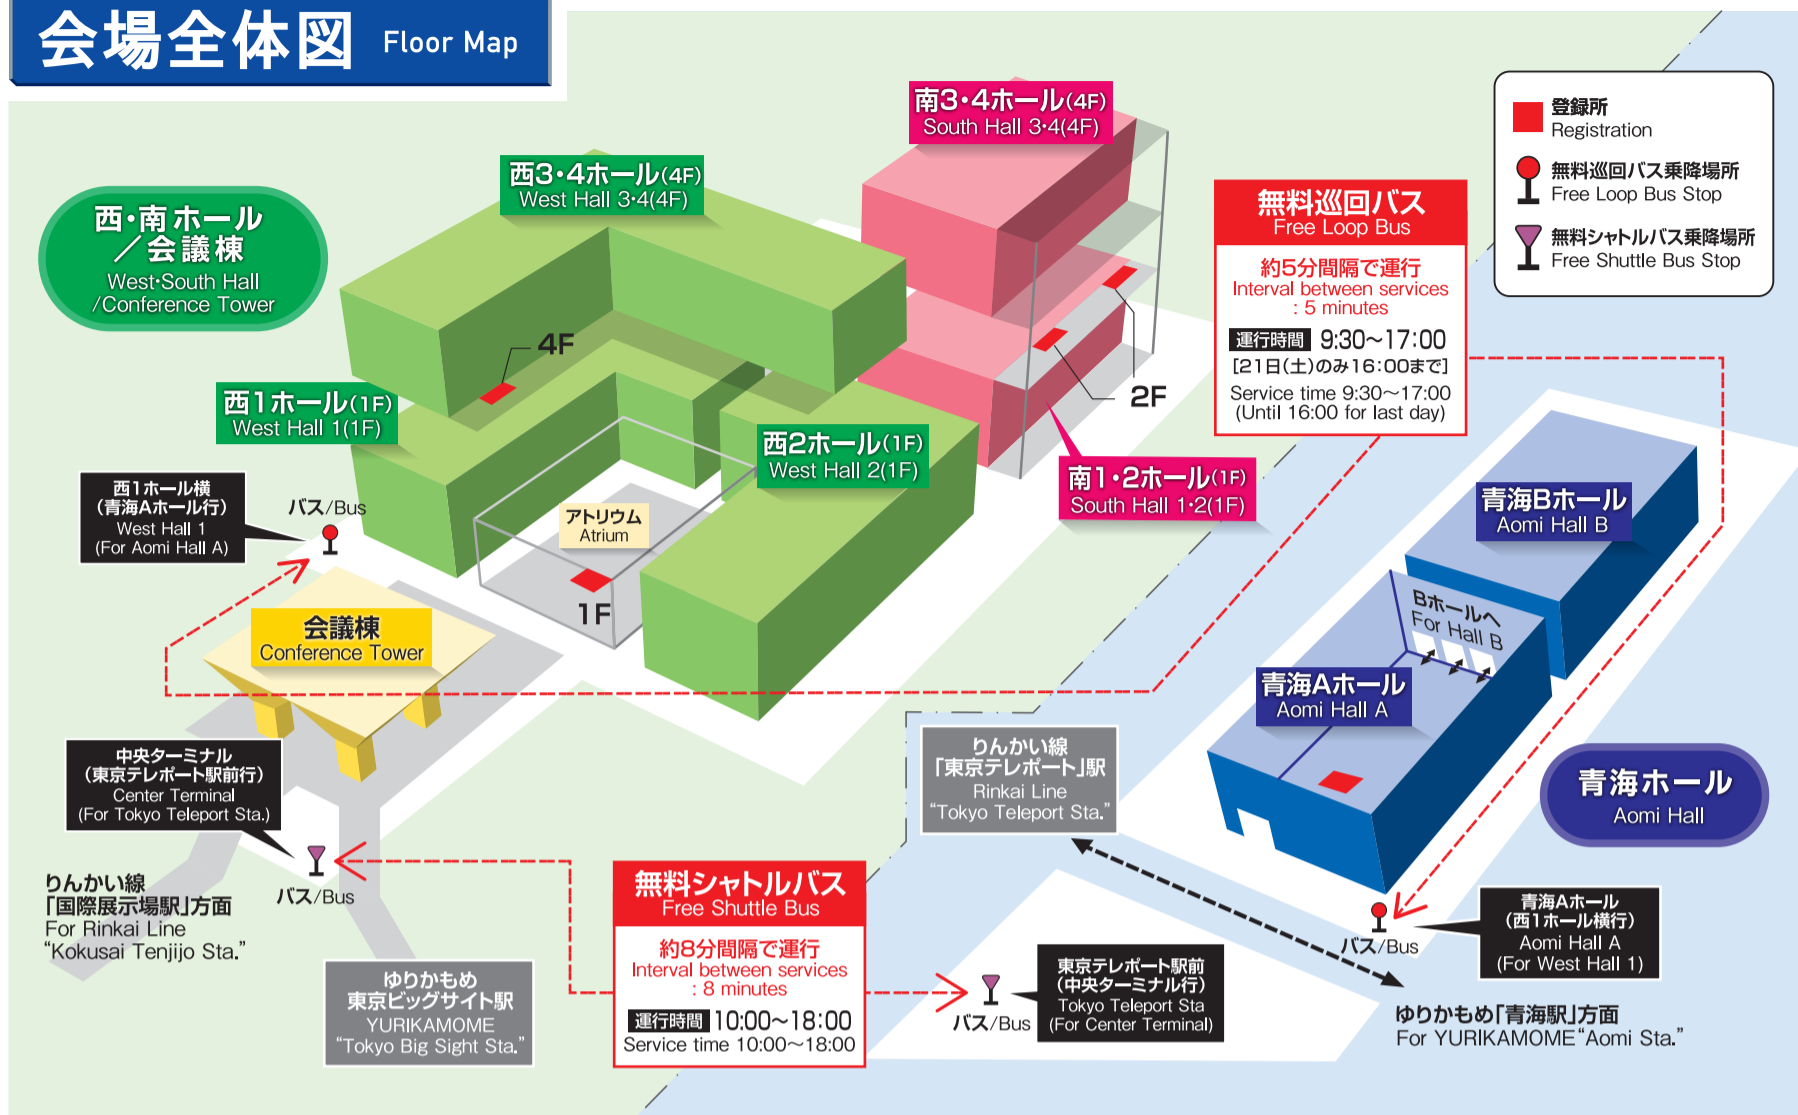 会場全体図 Floor Map
登録所
Registration
無料巡回バス乗降場所
Free Loop Bus Stop
無料シャトルバス乗降場所
Free Shuttle Bus Stop
南3・4ホール(4F)
South Hall 3・4(4F)
西3・4ホール(4F)
West Hall 3・4(4F)
西・南ホール
／会議棟
West・South Hall
/Conference Tower
無料巡回バス
Free Loop Bus
約5分間隔で運行
Interval between services
: 5 minutes
運行時間 9:30〜17:00
[21日(土)のみ16:00まで]
Service time 9:30〜17:00
(Until 16:00 for last day)
4F
2F
西1ホール(1F)
West Hall 1(1F)
西2ホール(1F)
West Hall 2(1F)
南1・2ホール(1F)
South Hall 1・2(1F)
西1ホール横
(青海Aホール行)
West Hall 1
(For Aomi Hall A)
バス/Bus
アトリウム
Atrium
1F
青海Bホール
Aomi Hall B
Bホールへ
For Hall B
会議棟
Conference Tower
青海Aホール
Aomi Hall A
りんかい線
「東京テレポート」駅
Rinkai Line
“Tokyo Teleport Sta.”
青海ホール
Aomi Hall
中央ターミナル
(東京テレポート駅前行)
Center Terminal
(For Tokyo Teleport Sta.)
バス/Bus
りんかい線
「国際展示場駅」方面
For Rinkai Line
“Kokusai Tenjijo Sta.”
無料シャトルバス
Free Shuttle Bus
約8分間隔で運行
Interval between services
: 8 minutes
運行時間 10:00〜18:00
Service time 10:00〜18:00
ゆりかもめ
東京ビッグサイト駅
YURIKAMOME
“Tokyo Big Sight Sta.”
バス/Bus
東京テレポート駅前
(中央ターミナル行)
Tokyo Teleport Sta
(For Center Terminal)
バス/Bus
青海Aホール
(西1ホール横行)
Aomi Hall A
(For West Hall 1)
ゆりかもめ「青海駅」方面
For YURIKAMOME“Aomi Sta.”